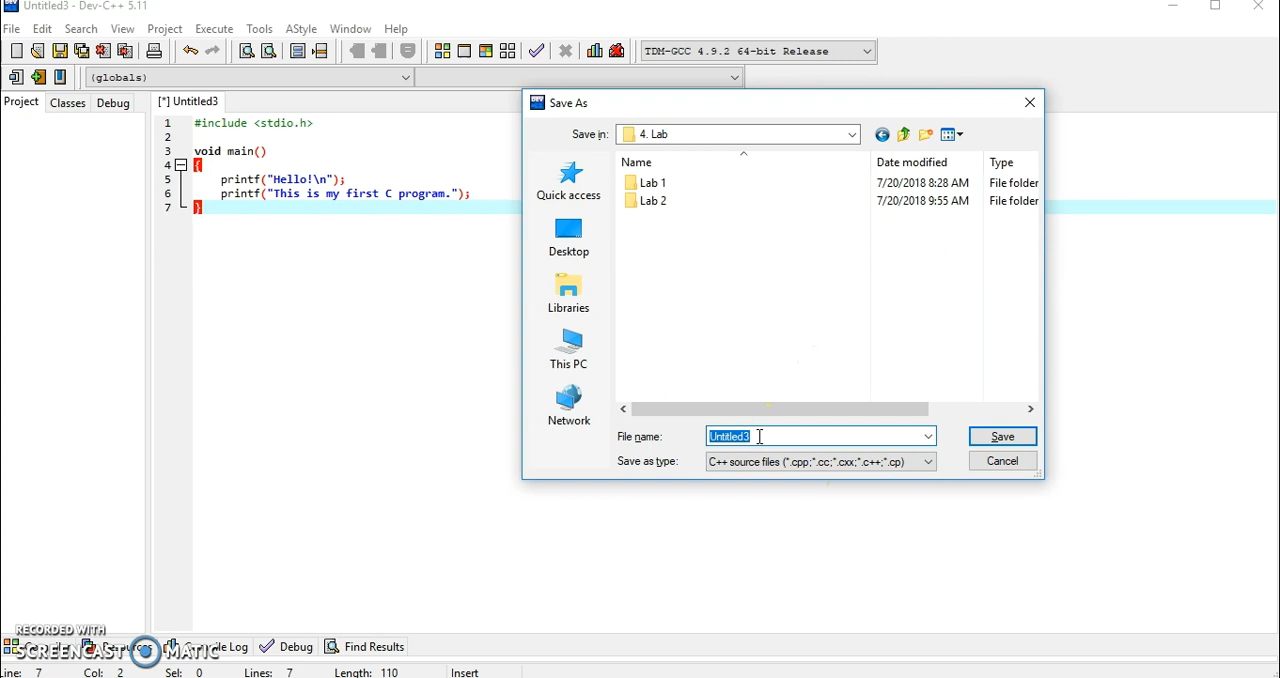 Untitled3 - Dev-C++ 5.11
File Edit Search View Project Execute Tools AStyle Window Help
TDM-GCC 4.9.2 64-bit Release
(globals)
Project Classes Debug [*] Untitled3
1 #include <stdio.h>
2
3 void main()
4 {
5 printf("Hello!\n");
6 printf("This is my first C program.");
7 }
Save As
Save in: 4. Lab
Name Date modified Type
Lab 1 7/20/2018 8:28 AM File folder
Lab 2 7/20/2018 9:55 AM File folder
Quick access
Desktop
Libraries
This PC
Network
File name: Untitled3 Save
Save as type: C++ source files (*.cpp;*.cc;*.cxx;*.c++;*.cp) Cancel
RECORDED WITH
SCREENCAST MATIC
Log Debug Find Results
Line: 7 Col: 2 Sel: 0 Lines: 7 Length: 110 Insert